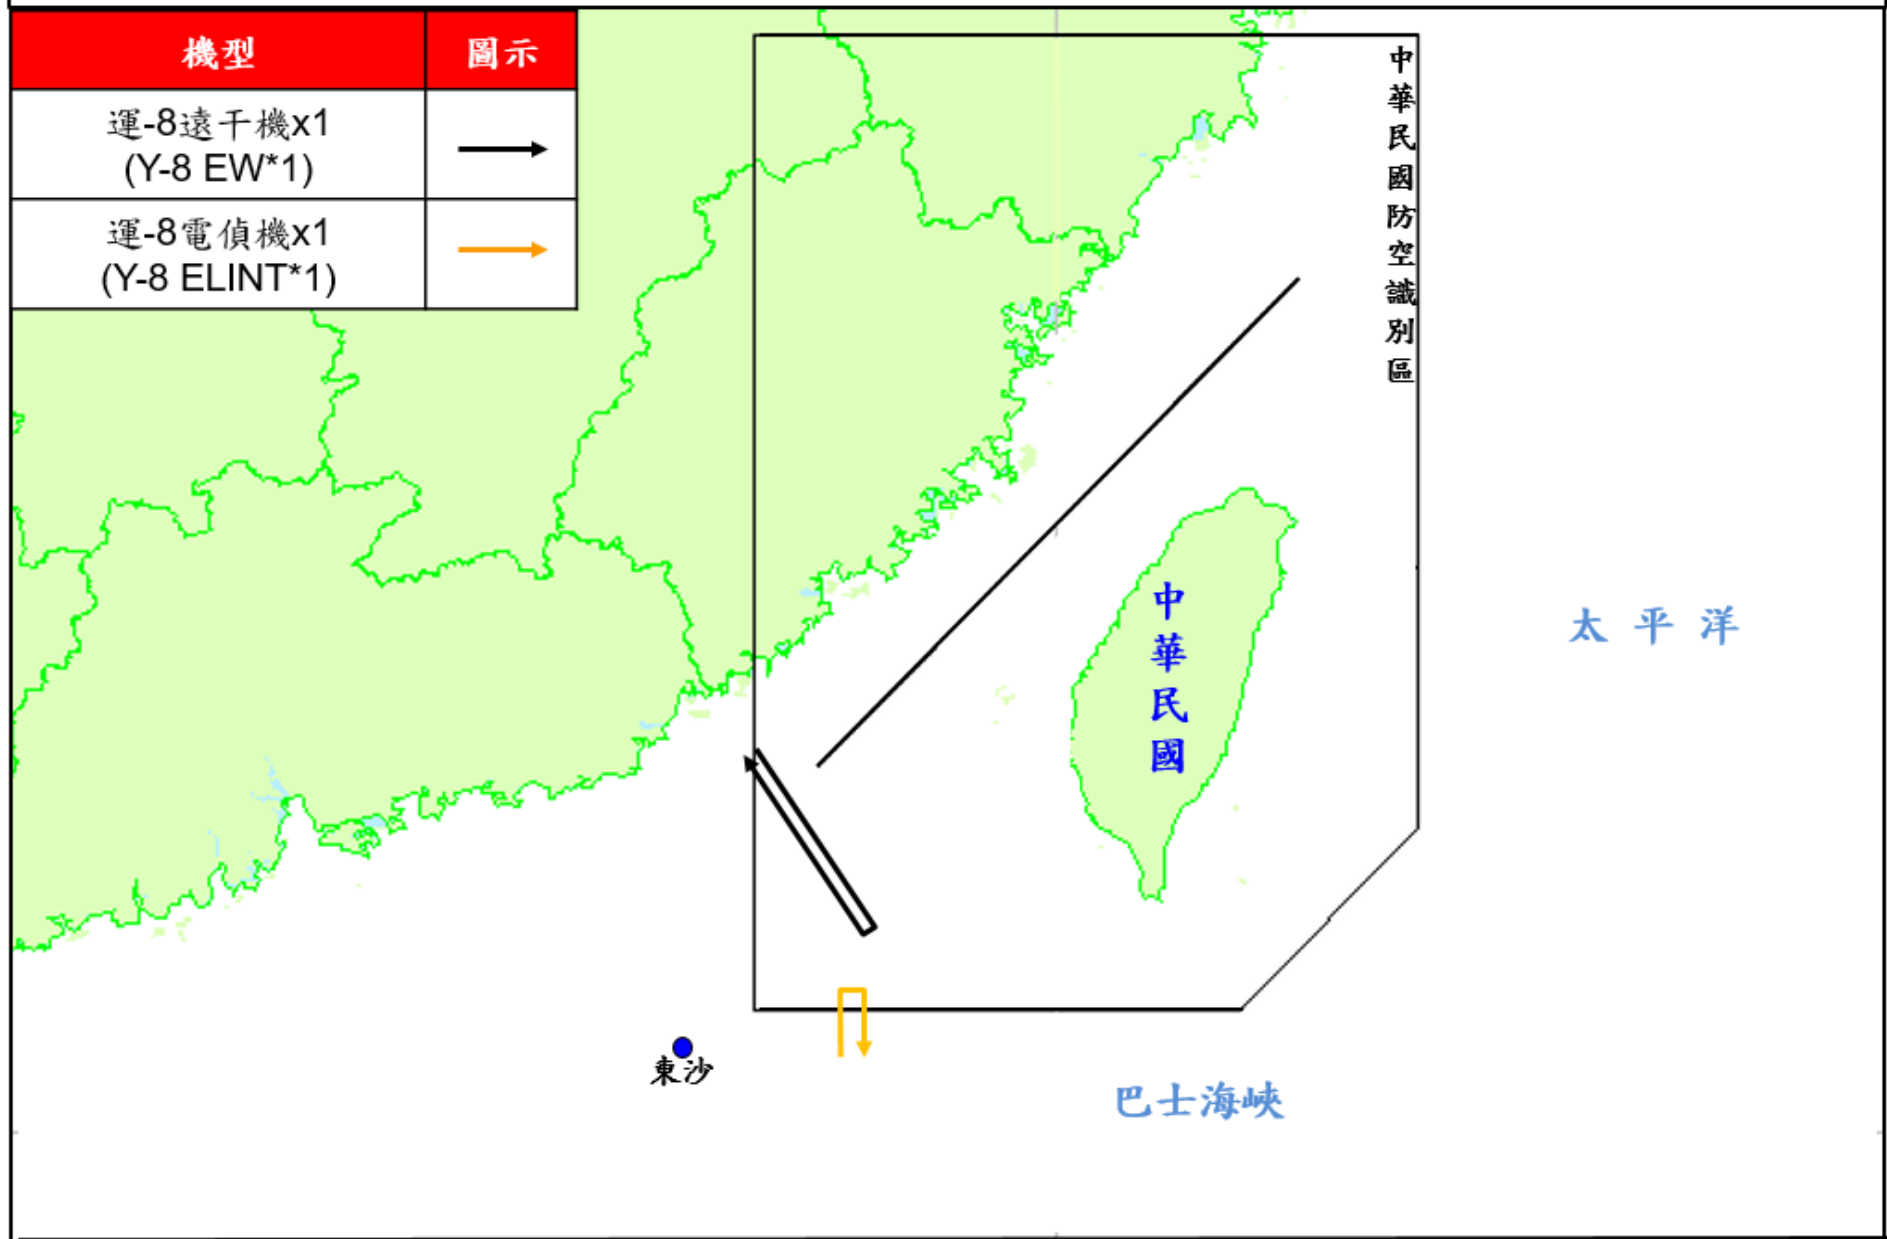 機型
圖示
運-8遠干機x1
(Y-8 EW*1)
運-8電偵機x1
(Y-8 ELINT*1)
中華民國防空識別區
中華民國
太平洋
東沙
巴士海峽